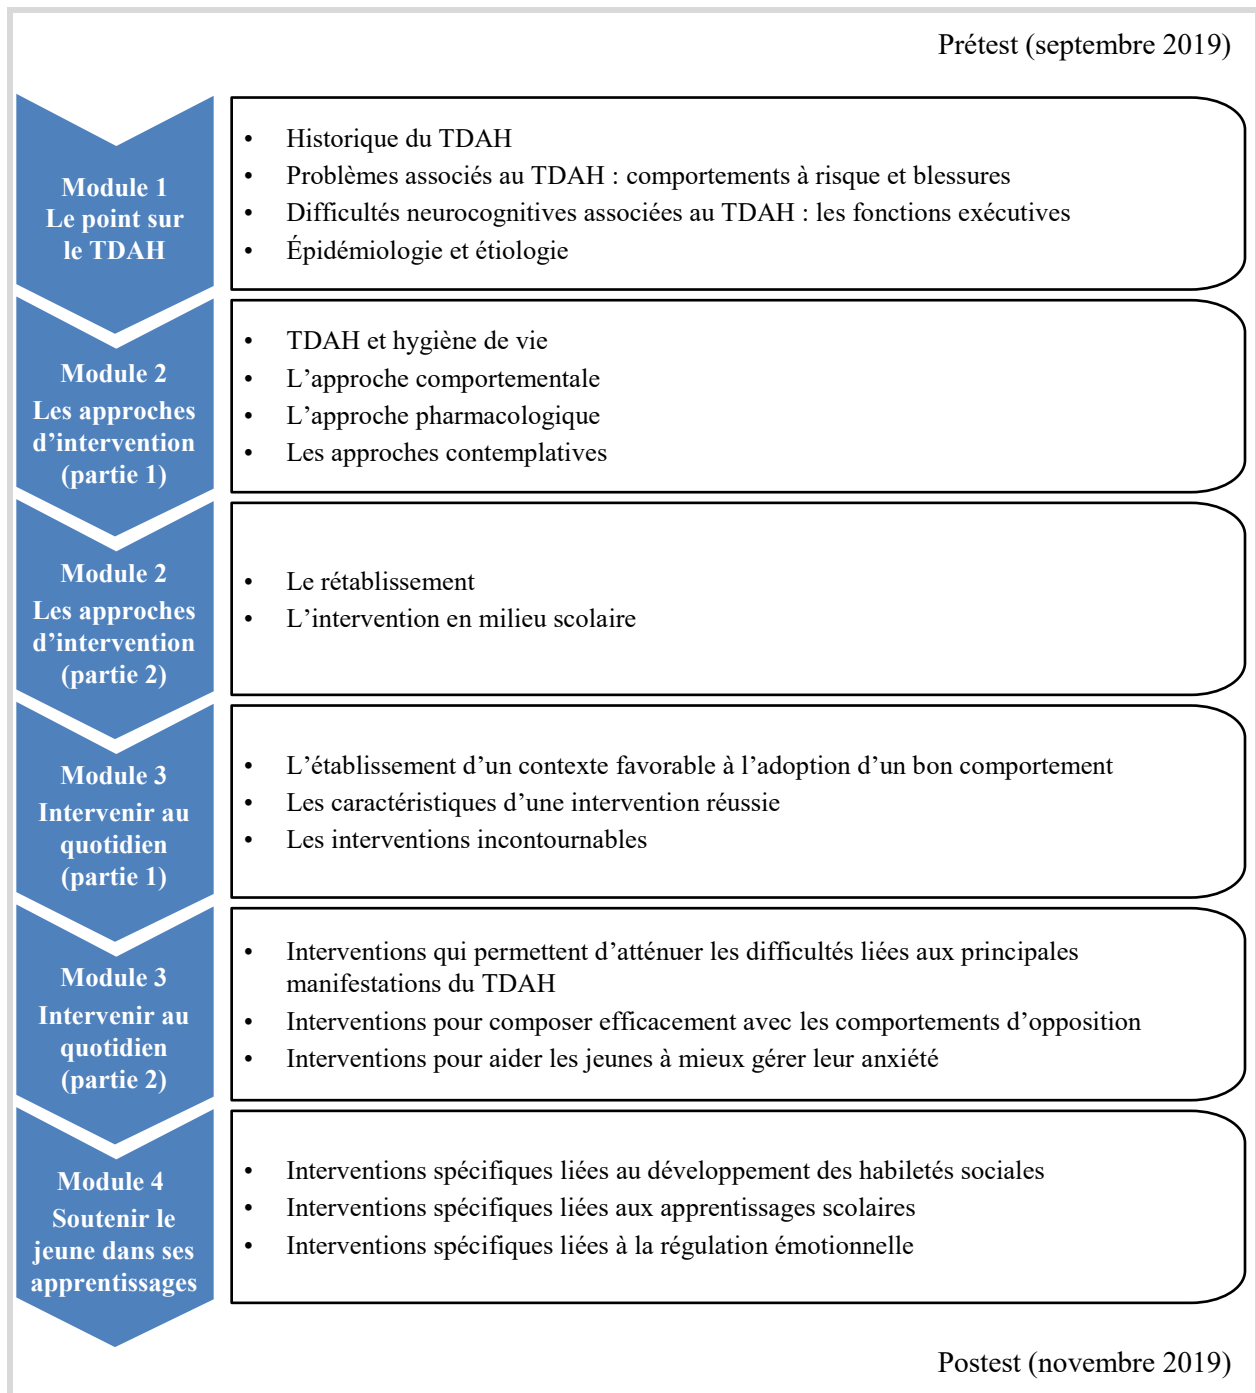 Prétest (septembre 2019)
Module 1
Le point sur
le TDAH
• Historique du TDAH
• Problèmes associés au TDAH : comportements à risque et blessures
• Difficultés neurocognitives associées au TDAH : les fonctions exécutives
• Épidémiologie et étiologie
Module 2
Les approches
d’intervention
(partie 1)
• TDAH et hygiène de vie
• L’approche comportementale
• L’approche pharmacologique
• Les approches contemplatives
Module 2
Les approches
d’intervention
(partie 2)
• Le rétablissement
• L’intervention en milieu scolaire
Module 3
Intervenir au
quotidien
(partie 1)
• L’établissement d’un contexte favorable à l’adoption d’un bon comportement
• Les caractéristiques d’une intervention réussie
• Les interventions incontournables
Module 3
Intervenir au
quotidien
(partie 2)
• Interventions qui permettent d’atténuer les difficultés liées aux principales
manifestations du TDAH
• Interventions pour composer efficacement avec les comportements d’opposition
• Interventions pour aider les jeunes à mieux gérer leur anxiété
Module 4
Soutenir le
jeune dans ses
apprentissages
• Interventions spécifiques liées au développement des habiletés sociales
• Interventions spécifiques liées aux apprentissages scolaires
• Interventions spécifiques liées à la régulation émotionnelle
Postest (novembre 2019)